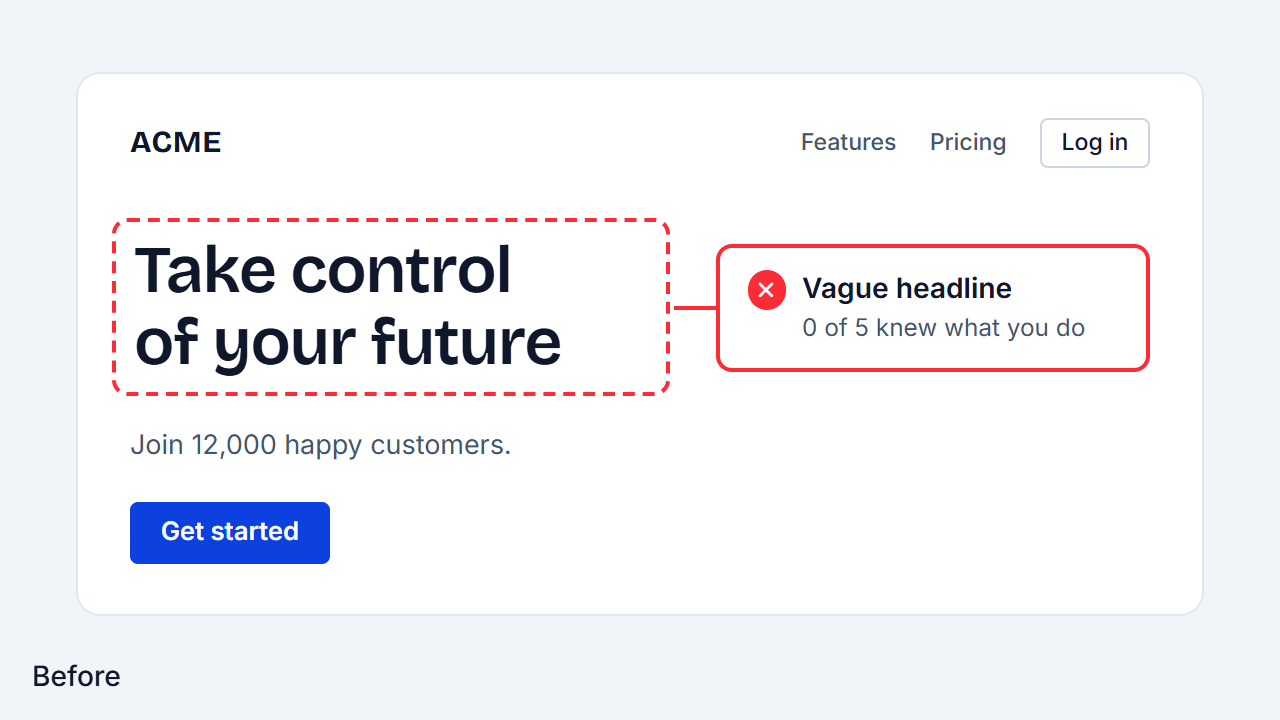 ACME
Features
Pricing
Log in
Take control
of your future
Vague headline
0 of 5 knew what you do
Join 12,000 happy customers.
Get started
Before